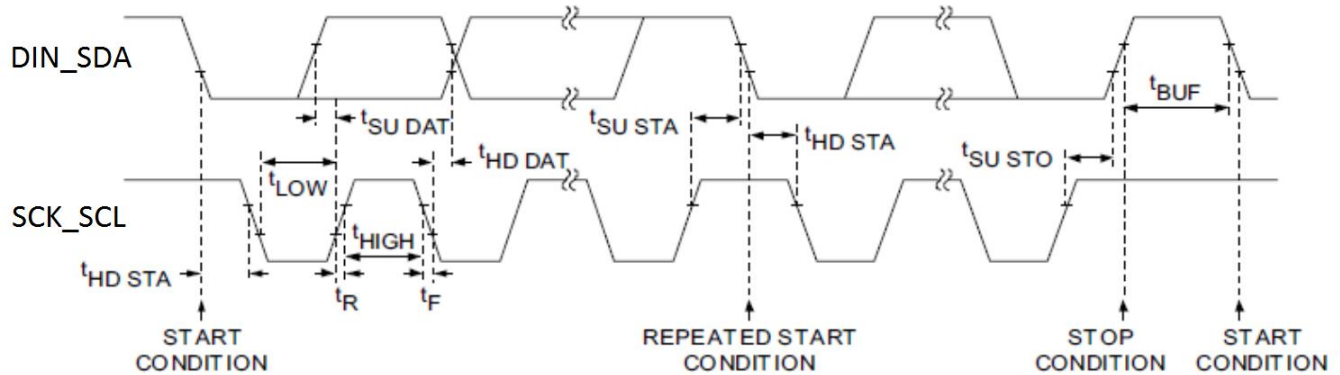 DIN_SDA
tBUF
tSU DAT
tSU STA
tHD STA
tHD DAT
tSU STO
tLOW
SCK_SCL
tHIGH
tHD STA
tR
tF
START
CONDITION
REPEATED START
CONDITION
STOP
CONDITION
START
CONDITION